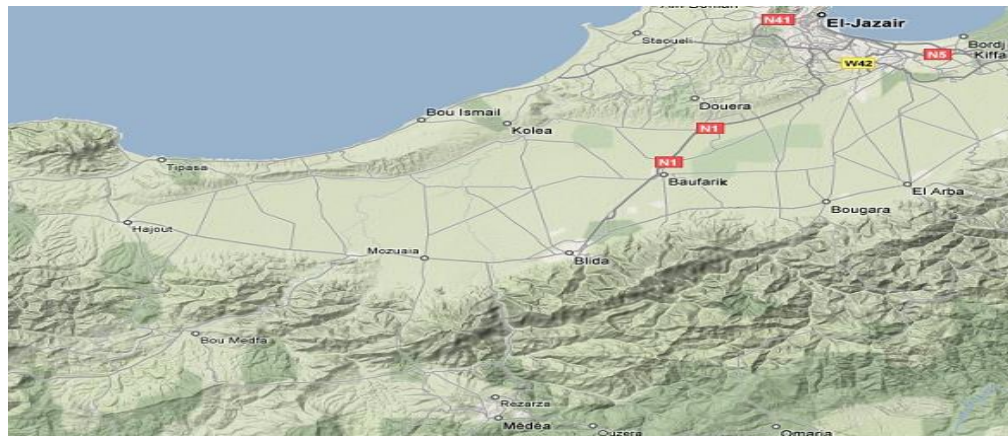 N41
El-Jazair
Staoueli
Bordj
Kiffa
N5
W42
Douera
Bou Ismail
Kolea
N1
Tipasa
N1
Baufarik
El Arba
Bougara
Hajout
Mozuaia
Blida
Bou Medfa
Rezarza
Médéa
Ouzera
Omaria